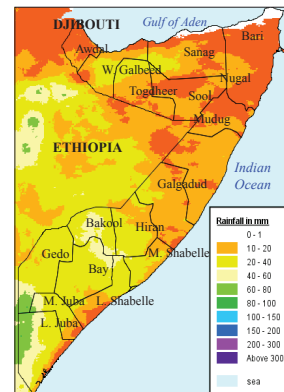 DJIBOUTI
Gulf of Aden
Bari
Awdal
Sanag
W. Galbeed
Nugal
Togdheer
Sool
Mudug
ETHIOPIA
Indian
Ocean
Galgadud
Bakool
Hiran
Gedo
M. Shabelle
Bay
M. Juba
L. Shabelle
L. Juba
Rainfall in mm
0 - 1
10 - 20
20 - 40
40 - 60
60 - 80
80 - 100
100 - 150
150 - 200
200 - 300
Above 300
sea